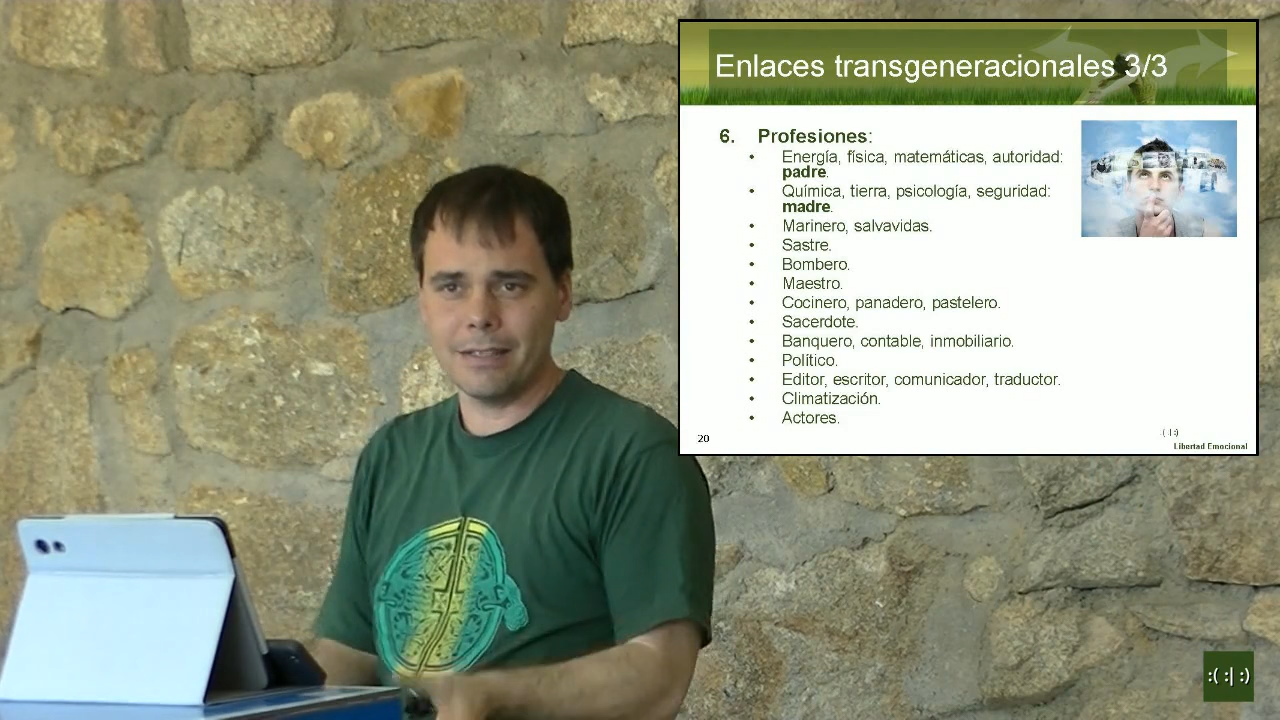 Enlaces transgeneracionales 3/3
6. Profesiones:
• Energía, física, matemáticas, autoridad:
padre.
• Química, tierra, psicología, seguridad:
madre.
• Marinero, salvavidas.
• Sastre.
• Bombero.
• Maestro.
• Cocinero, panadero, pastelero.
• Sacerdote.
• Banquero, contable, inmobiliario.
• Político.
• Editor, escritor, comunicador, traductor.
• Climatización.
• Actores.
20
:(:|:)
Libertad Emocional
:( :| :)